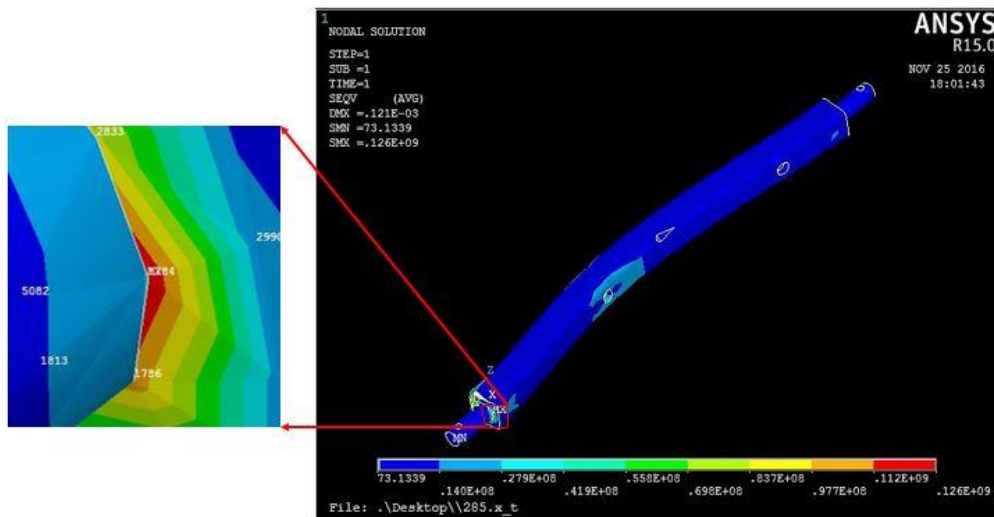 2833
2990
5082
1813
1786
1
NODAL SOLUTION
STEP=1
SUB =1
TIME=1
SEQV (AVG)
DMX =.121E-03
SMN =73.1339
SMX =.126E+09
ANSYS
R15.0
NOV 25 2016
18:01:43
Z
X
MX
MN
73.1339 .279E+08 .558E+08 .837E+08 .112E+09
.140E+08 .419E+08 .698E+08 .977E+08 .126E+09
File: .\Desktop\\285.x_t